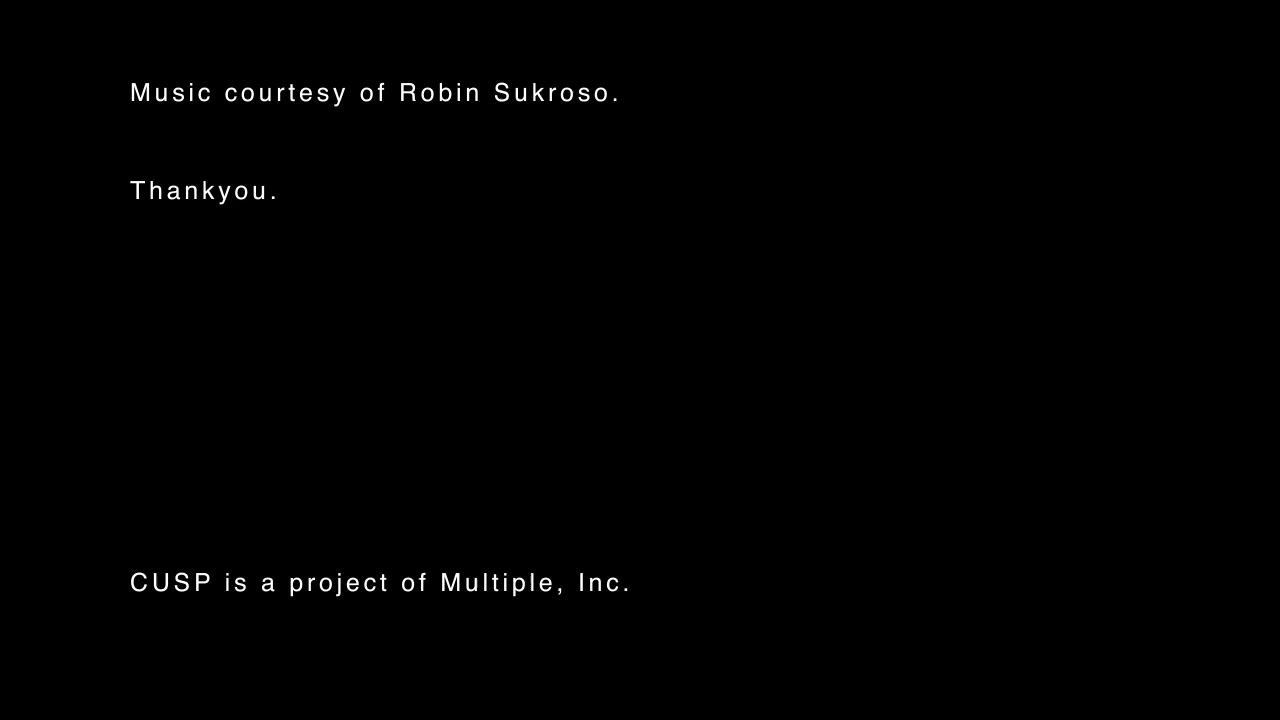 Music courtesy of Robin Sukroso.
Thankyou.
CUSP is a project of Multiple, Inc.